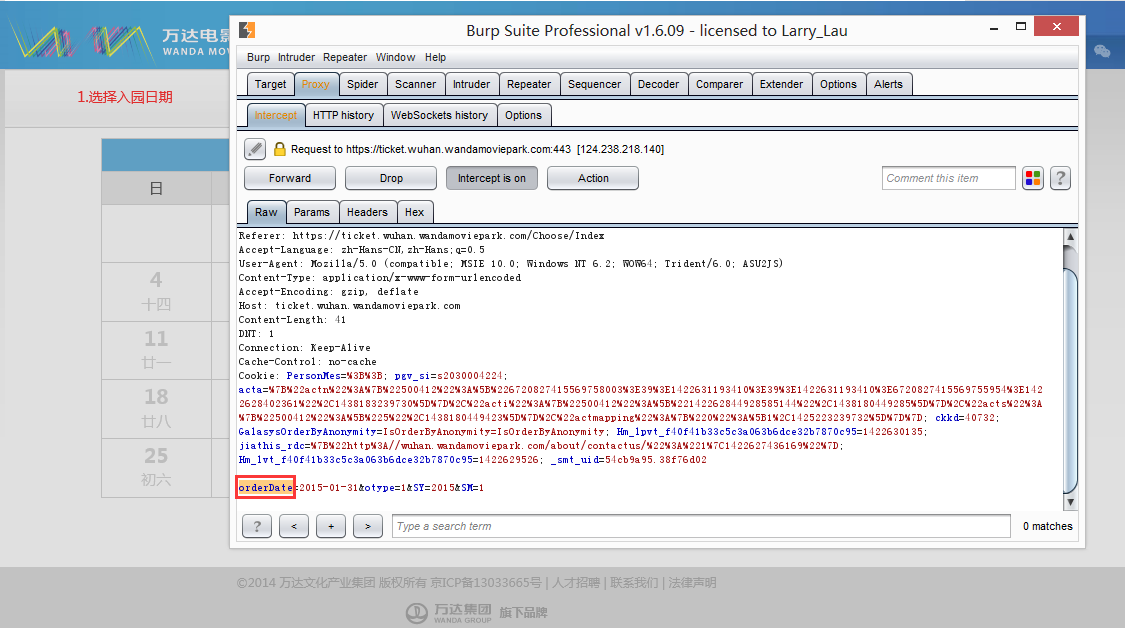 万达电影
WANDA MOV
1.选择入园日期
日
4
十四
11
廿一
18
廿八
25
初六
Burp Suite Professional v1.6.09 - licensed to Larry_Lau
Burp Intruder Repeater Window Help
Target Proxy Spider Scanner Intruder Repeater Sequencer Decoder Comparer Extender Options Alerts
Intercept HTTP history WebSockets history Options
Request to https://ticket.wuhan.wandamoviepark.com:443 [124.238.218.140]
Forward Drop Intercept is on Action Comment this item ?
Raw Params Headers Hex
Referer: https://ticket.wuhan.wandamoviepark.com/Choose/Index
Accept-Language: zh-Hans-CN,zh-Hans;q=0.5
User-Agent: Mozilla/5.0 (compatible; MSIE 10.0; Windows NT 6.2; WOW64; Trident/6.0; ASU2JS)
Content-Type: application/x-www-form-urlencoded
Accept-Encoding: gzip, deflate
Host: ticket.wuhan.wandamoviepark.com
Content-Length: 41
DNT: 1
Connection: Keep-Alive
Cache-Control: no-cache
Cookie: PersonMes=%3B%3B; pgv_si=s2030004224;
acta=%7B%22actn%22%3A%7B%22500412%22%3A%5B%226720827415569758003%3E39%3E1422631193410%3E39%3E1422631193410%3E6720827415569755954%3E142
2628402361%22%2C1438183239730%5D%7D%2C%22acti%22%3A%7B%22500412%22%3A%5B%221422628449285851​44%22%2C1438180449285%5D%7D%2C%22acts%22%3A
%7B%22500412%22%3A%5B%225%22%2C1438180449423%5D%7D%2C%22actmapping%22%3A%7B%220%22%3A%5B1%2C1425223239732%5D%7D%7D; ckkd=40732;
GalasysOrderByAnonymity=IsOrderByAnonymity=IsOrderByAnonymity; Hm_lpvt_f40f41b33c5c3a063b6dce32b7870c95=1422630135;
jiathis_rdc=%7B%22http%3A//wuhan.wandamoviepark.com/about/contactus/%22%3A%221%7C1422627436169%22%7D;
Hm_lvt_f40f41b33c5c3a063b6dce32b7870c95=1422629526; _smt_uid=54cb9a95.38f76d02
orderDate=2015-01-31&otype=1&SY=2015&SM=1
? < + > Type a search term 0 matches
©2014 万达文化产业集团 版权所有 京ICP备13033665号 | 人才招聘 | 联系我们 | 法律声明
万达集团 旗下品牌
WANDA GROUP